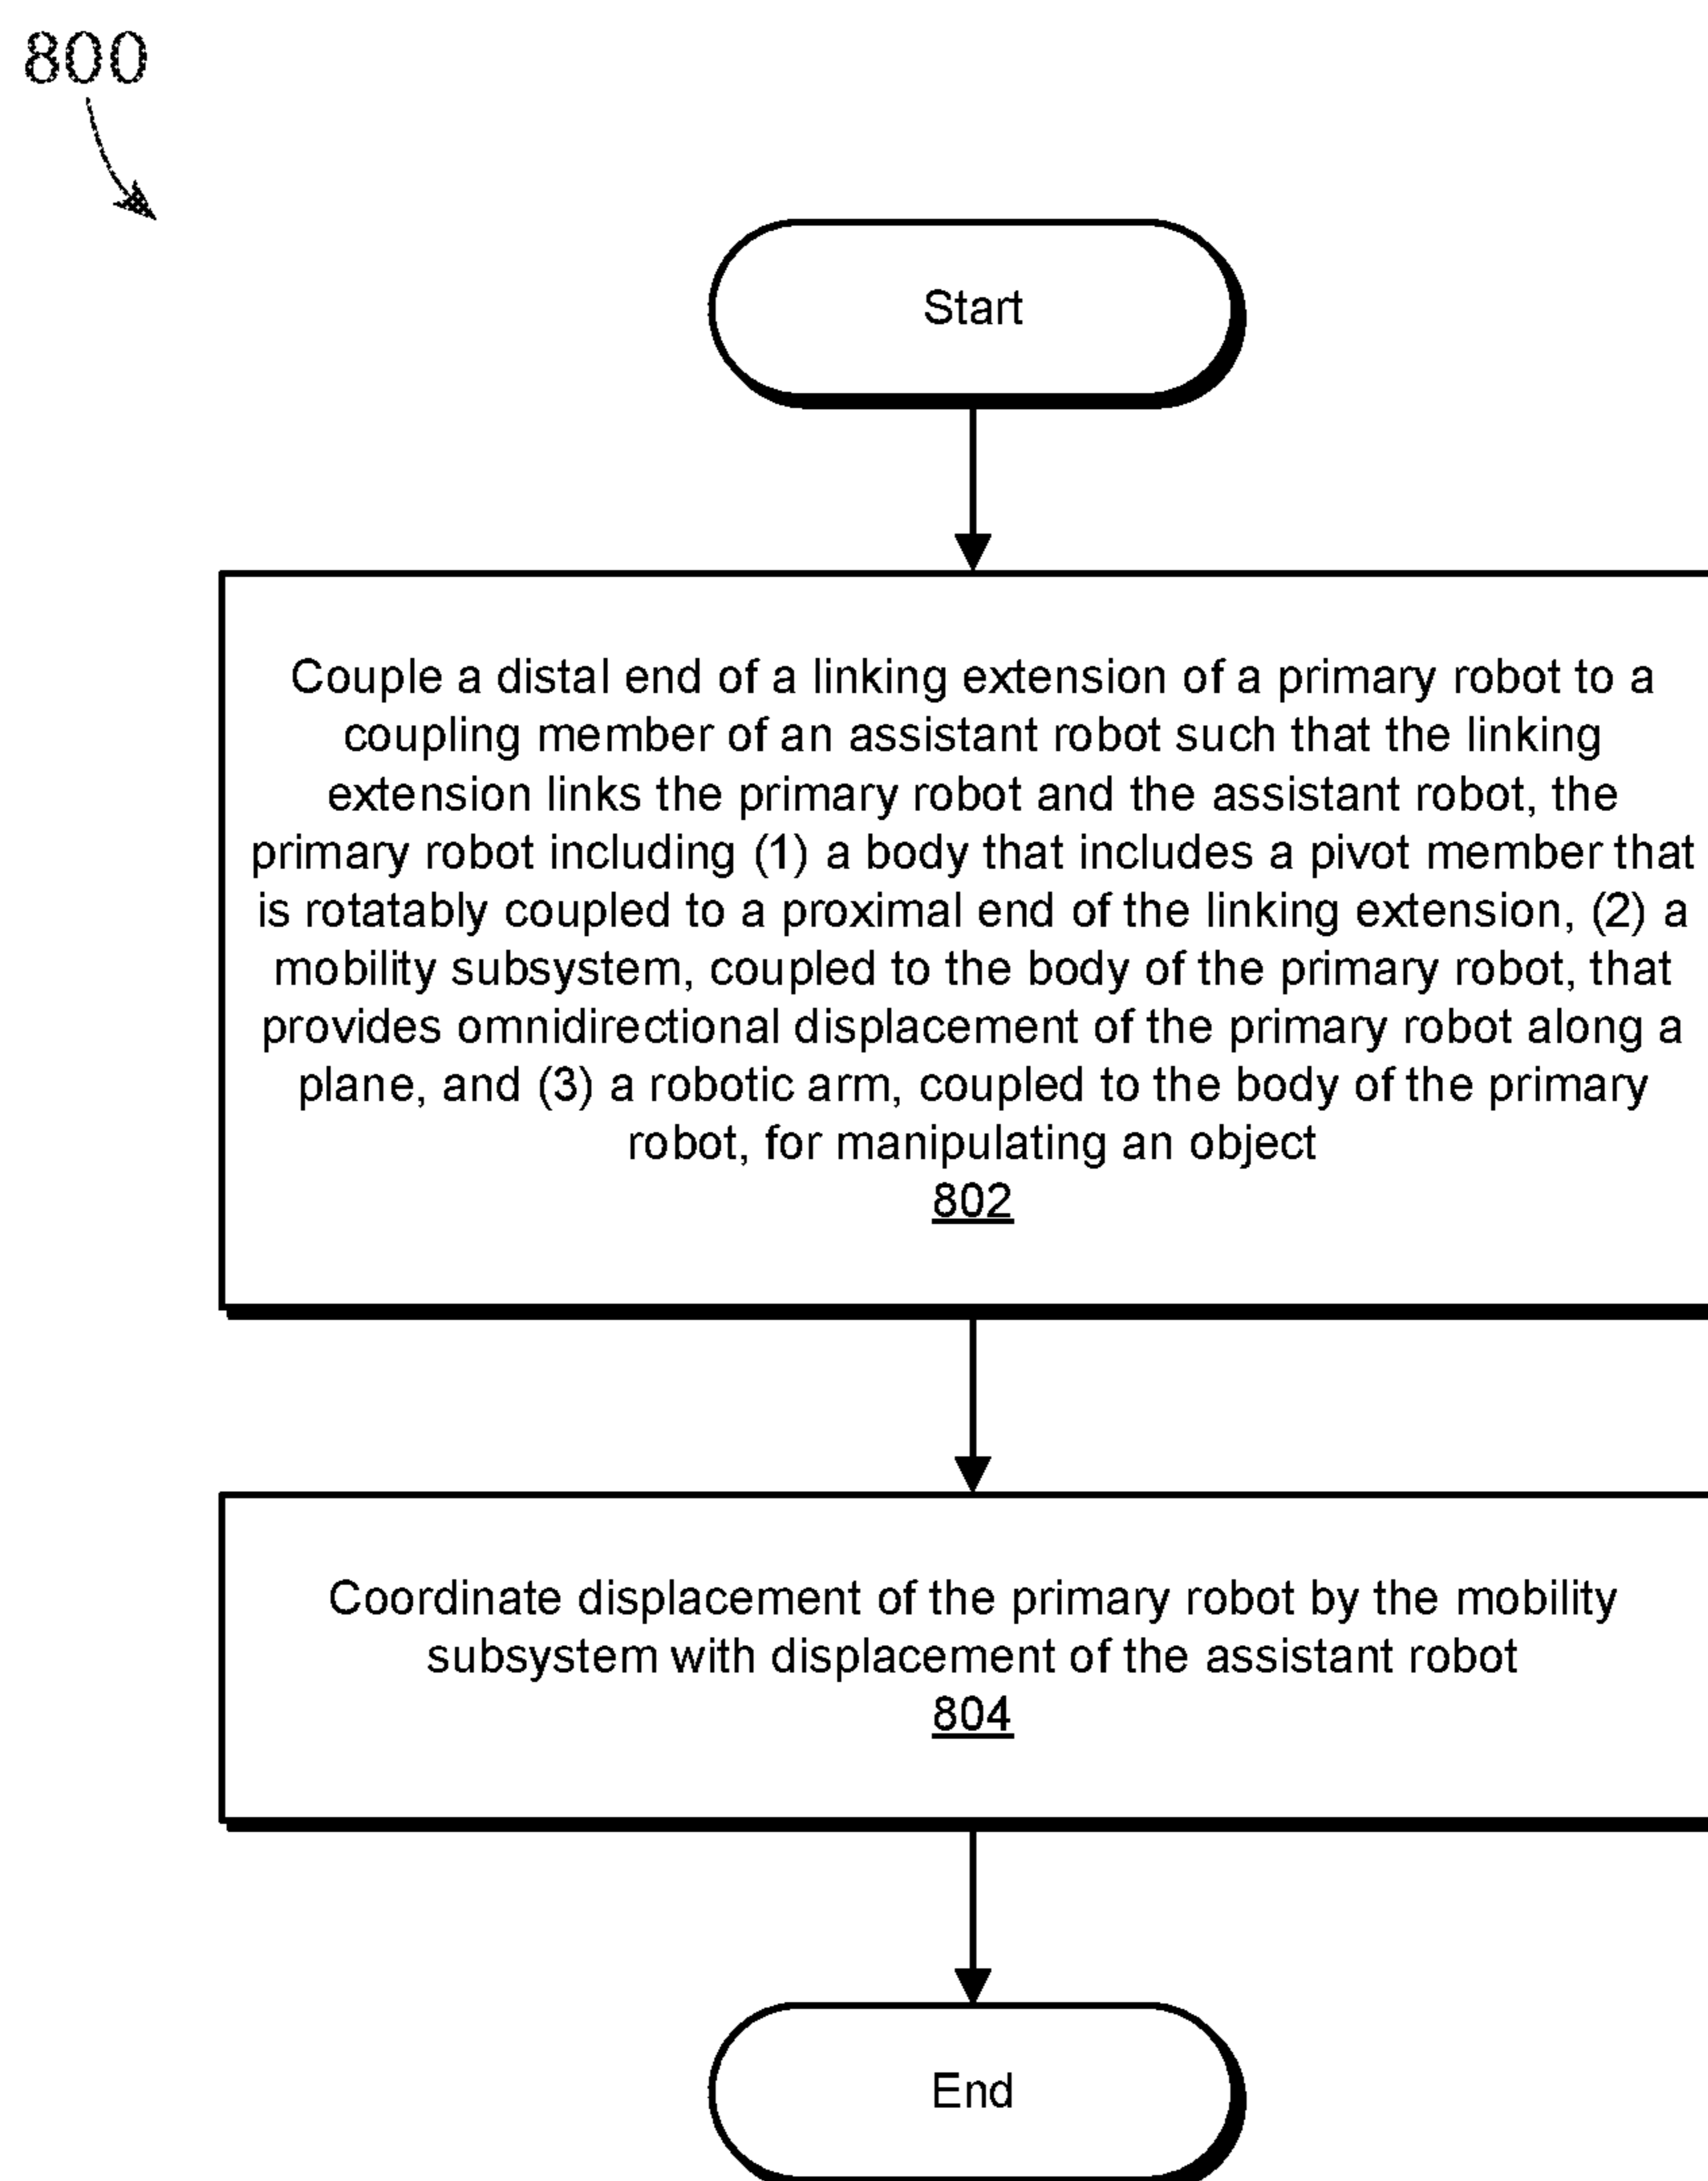 800
Start
Couple a distal end of a linking extension of a primary robot to a
coupling member of an assistant robot such that the linking
extension links the primary robot and the assistant robot, the
primary robot including (1) a body that includes a pivot member that
is rotatably coupled to a proximal end of the linking extension, (2) a
mobility subsystem, coupled to the body of the primary robot, that
provides omnidirectional displacement of the primary robot along a
plane, and (3) a robotic arm, coupled to the body of the primary
robot, for manipulating an object
802
Coordinate displacement of the primary robot by the mobility
subsystem with displacement of the assistant robot
804
End